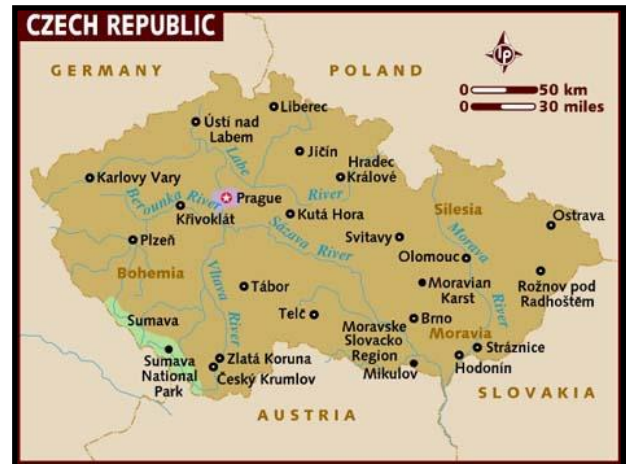 CZECH REPUBLIC
GERMANY
POLAND
lp
0 50 km
0 30 miles
Liberec
Ústí nad
Labem
Labe
Jičín
Hradec
Králové
Karlovy Vary
Berounka River
Prague
River
Křivoklát
Kutá Hora
Silesia
Ostrava
Plzeň
Sázava River
Svitavy
Morava
River
Olomouc
Bohemia
Vltava
River
Tábor
Moravian
Karst
Rožnov pod
Radhoštěm
Sumava
Telč
Moravske
Slovacko
Region
Brno
Moravia
Stráznice
Sumava
National
Park
Zlatá Koruna
Český Krumlov
Mikulov
Hodonín
SLOVAKIA
AUSTRIA